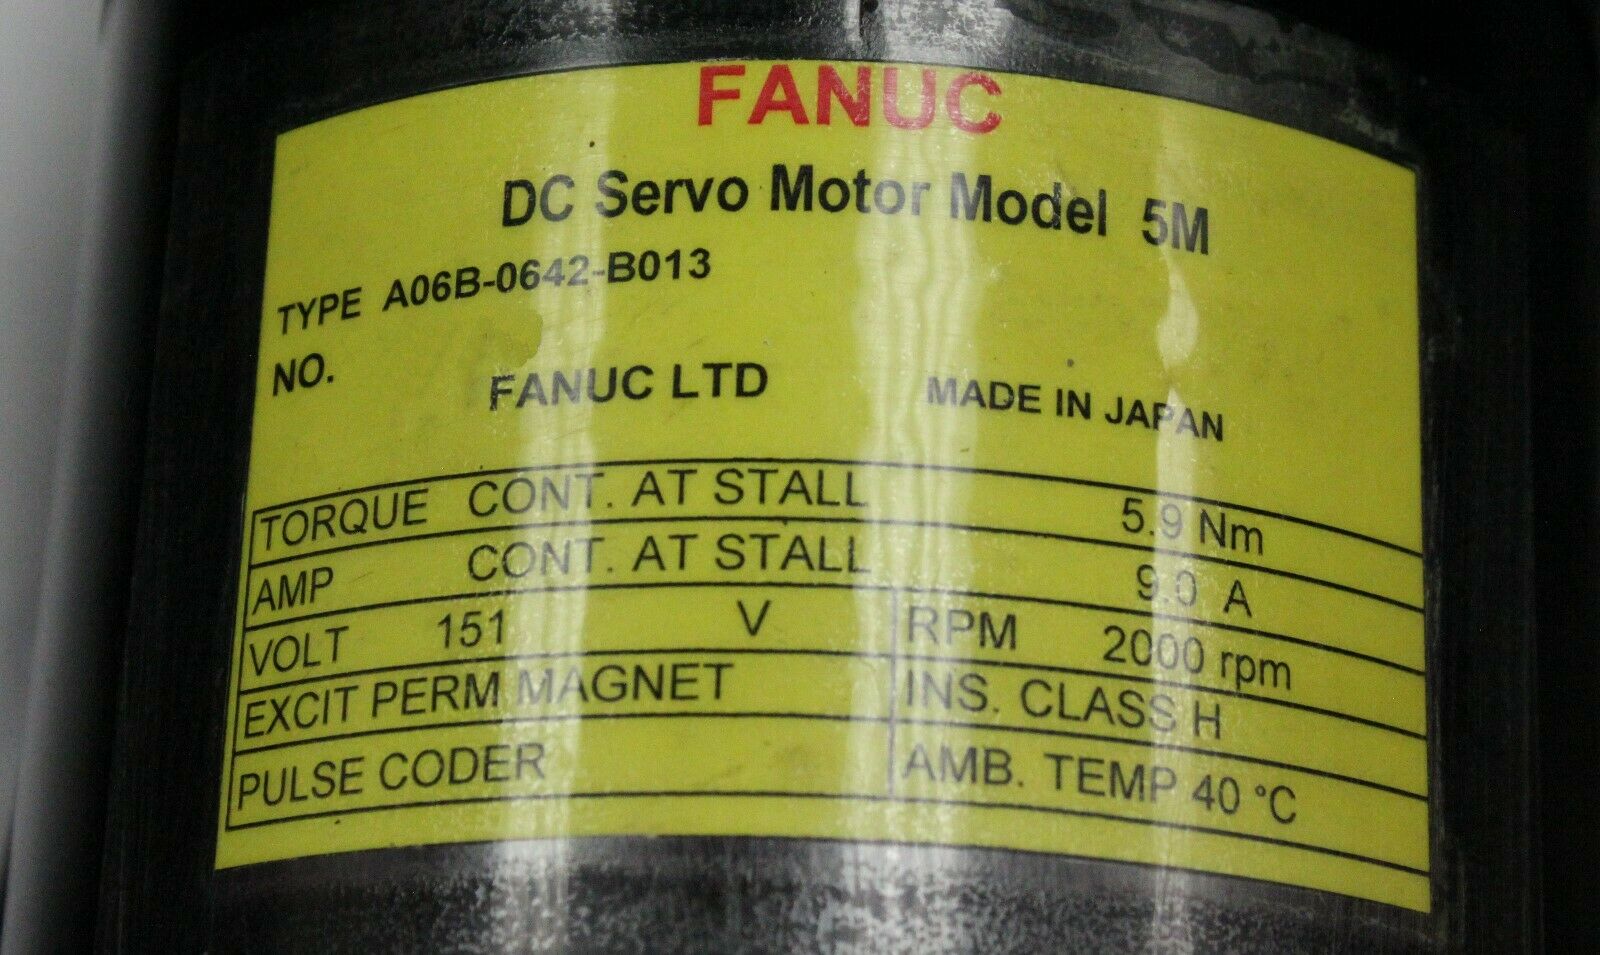 FANUC
DC Servo Motor Model 5M
TYPE A06B-0642-B013
NO.
FANUC LTD MADE IN JAPAN
TORQUE CONT. AT STALL 5.9 Nm
AMP CONT. AT STALL 9.0 A
VOLT 151 V RPM 2000 rpm
EXCIT PERM MAGNET INS. CLASS H
PULSE CODER AMB. TEMP 40 °C